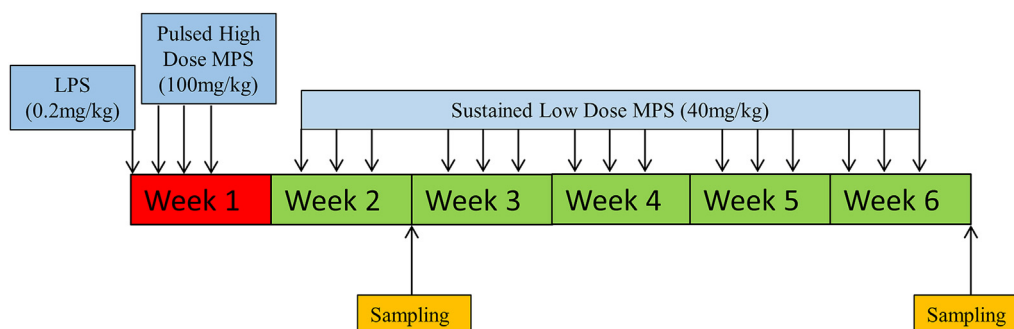 LPS
(0.2mg/kg)
Pulsed High
Dose MPS
(100mg/kg)
Sustained Low Dose MPS (40mg/kg)
Week 1
Week 2
Week 3
Week 4
Week 5
Week 6
Sampling
Sampling